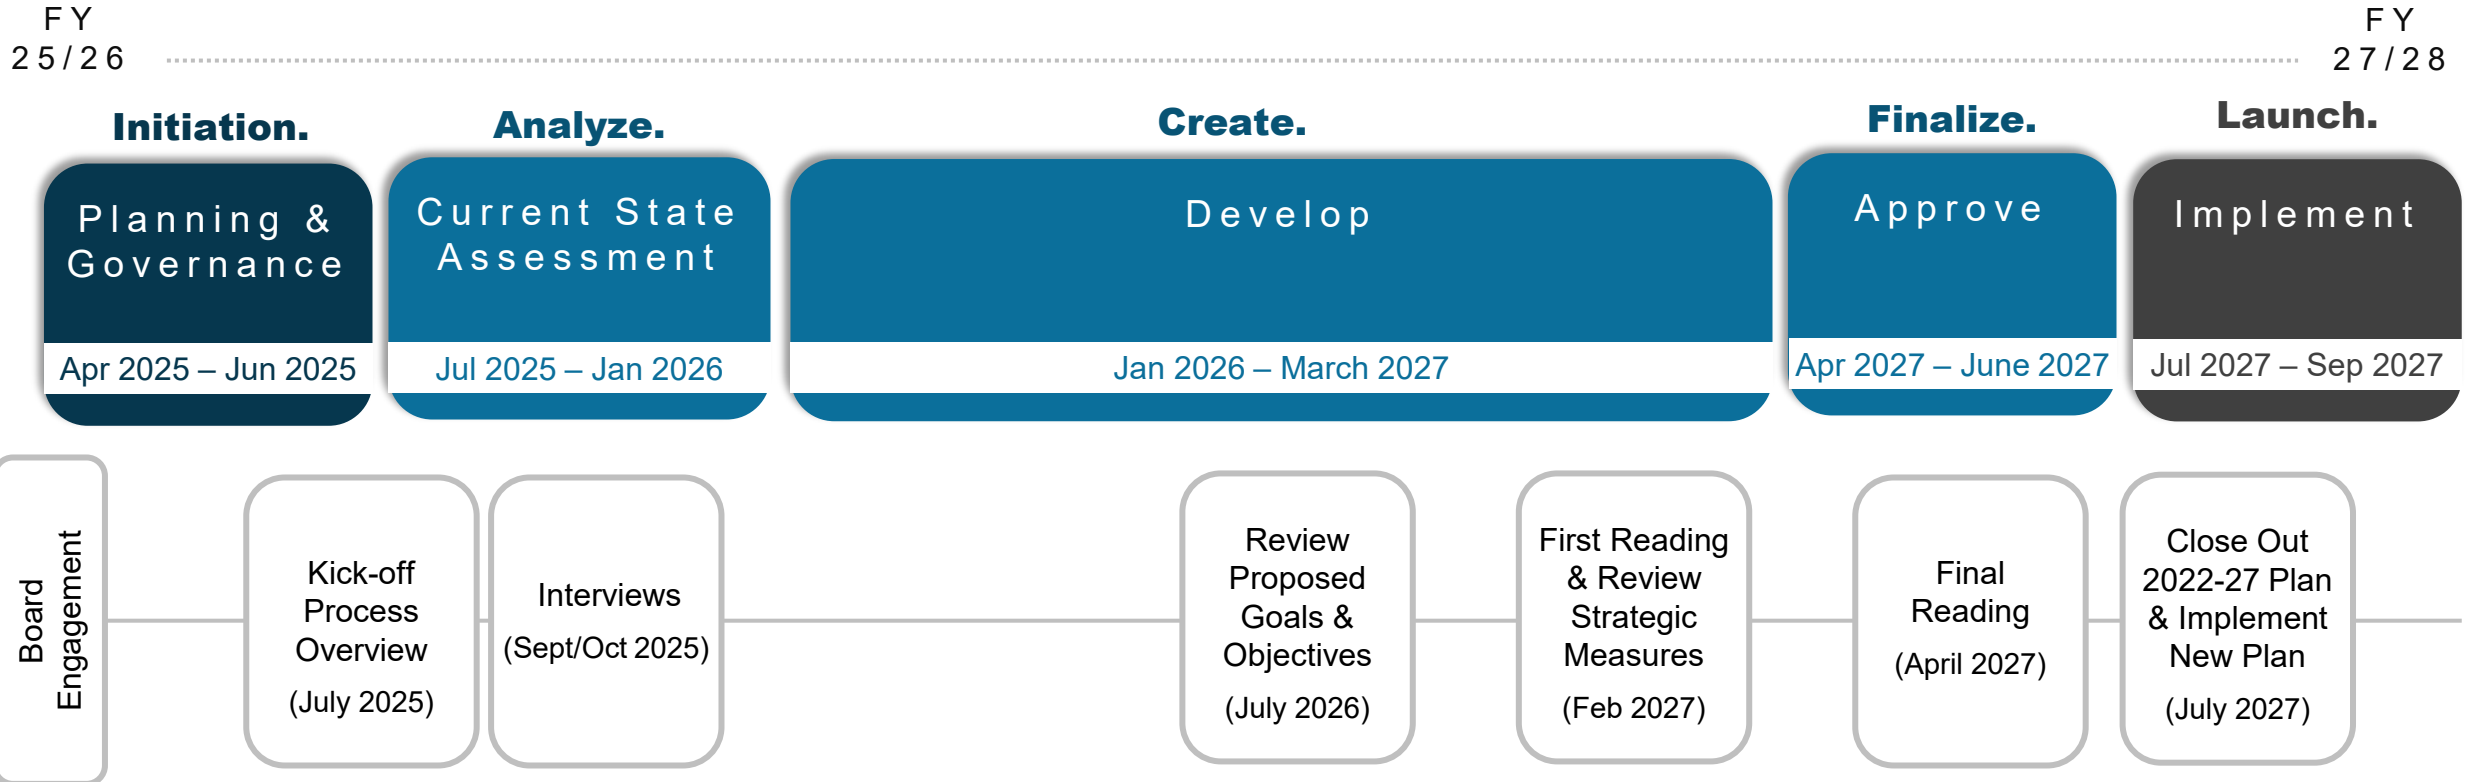 FY
25/26
FY
27/28
Initiation.
Analyze.
Create.
Finalize.
Launch.
Planning &
Governance
Current State
Assessment
Develop
Approve
Implement
Apr 2025 – Jun 2025
Jul 2025 – Jan 2026
Jan 2026 – March 2027
Apr 2027 – June 2027
Jul 2027 – Sep 2027
Board
Engagement
Kick-off
Process
Overview
(July 2025)
Interviews
(Sept/Oct 2025)
Review
Proposed
Goals &
Objectives
(July 2026)
First Reading
& Review
Strategic
Measures
(Feb 2027)
Final
Reading
(April 2027)
Close Out
2022-27 Plan
& Implement
New Plan
(July 2027)